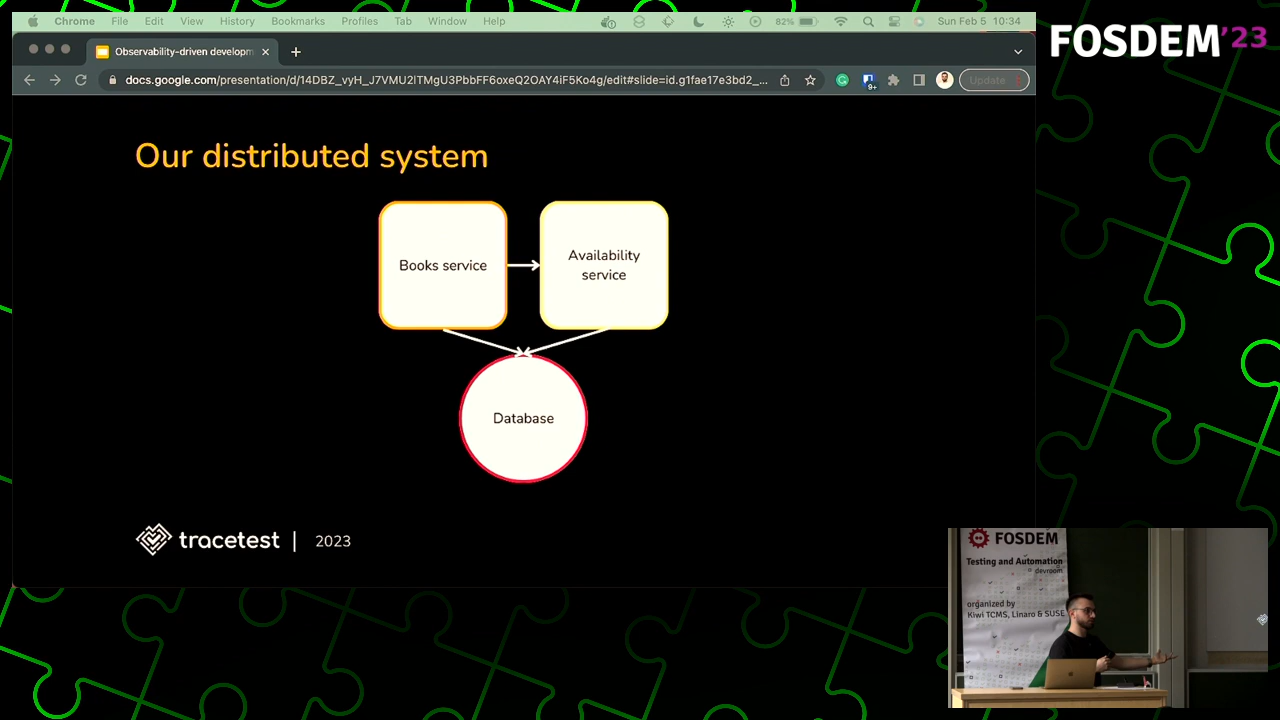 Chrome File Edit View History Bookmarks Profiles Tab Window Help 82% Sun Feb 5 10:34
FOSDEM'23
Observability-driven developm
docs.google.com/presentation/d/14DBZ_vyH_J7VMU2lTMgU3PbbFF6oxeQ2OAY4iF5Ko4g/edit#slide=id.g1fae17e3bd2_...
9+
Update
Our distributed system
Books service
Availability
service
Database
tracetest | 2023
FOSDEM
Testing and Automation
devroom
organized by
Kiwi TCMS, Linaro & SUSE